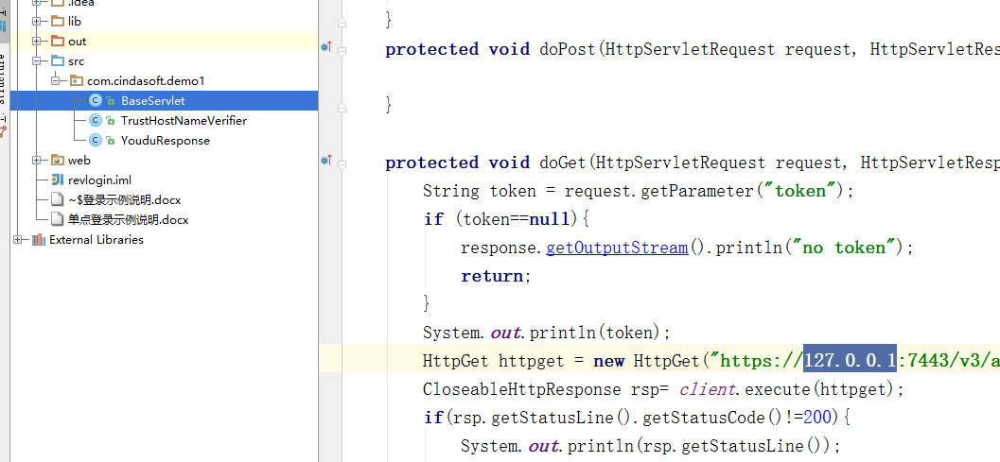 .idea
lib
out
src
com.cindasoft.demo1
BaseServlet
TrustHostNameVerifier
YouduResponse
web
revlogin.iml
~$登录示例说明.docx
单点登录示例说明.docx
External Libraries
}
protected void doPost(HttpServletRequest request, HttpServletRes
}
protected void doGet(HttpServletRequest request, HttpServletResp
String token = request.getParameter("token");
if (token==null){
response.getOutputStream().println("no token");
return;
}
System.out.println(token);
HttpGet httpget = new HttpGet("https://127.0.0.1:7443/v3/a
CloseableHttpResponse rsp= client.execute(httpget);
if(rsp.getStatusLine().getStatusCode()!=200){
System.out.println(rsp.getStatusLine());